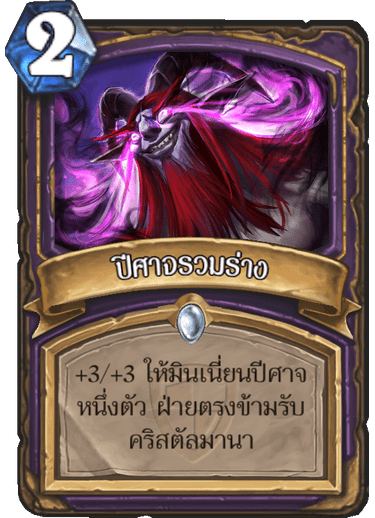 2
ปีศาจรวมร่าง
+3/+3 ให้มินเนี่ยนปีศาจ
หนึ่งตัว ฝ่ายตรงข้ามรับ
คริสตัลมานา